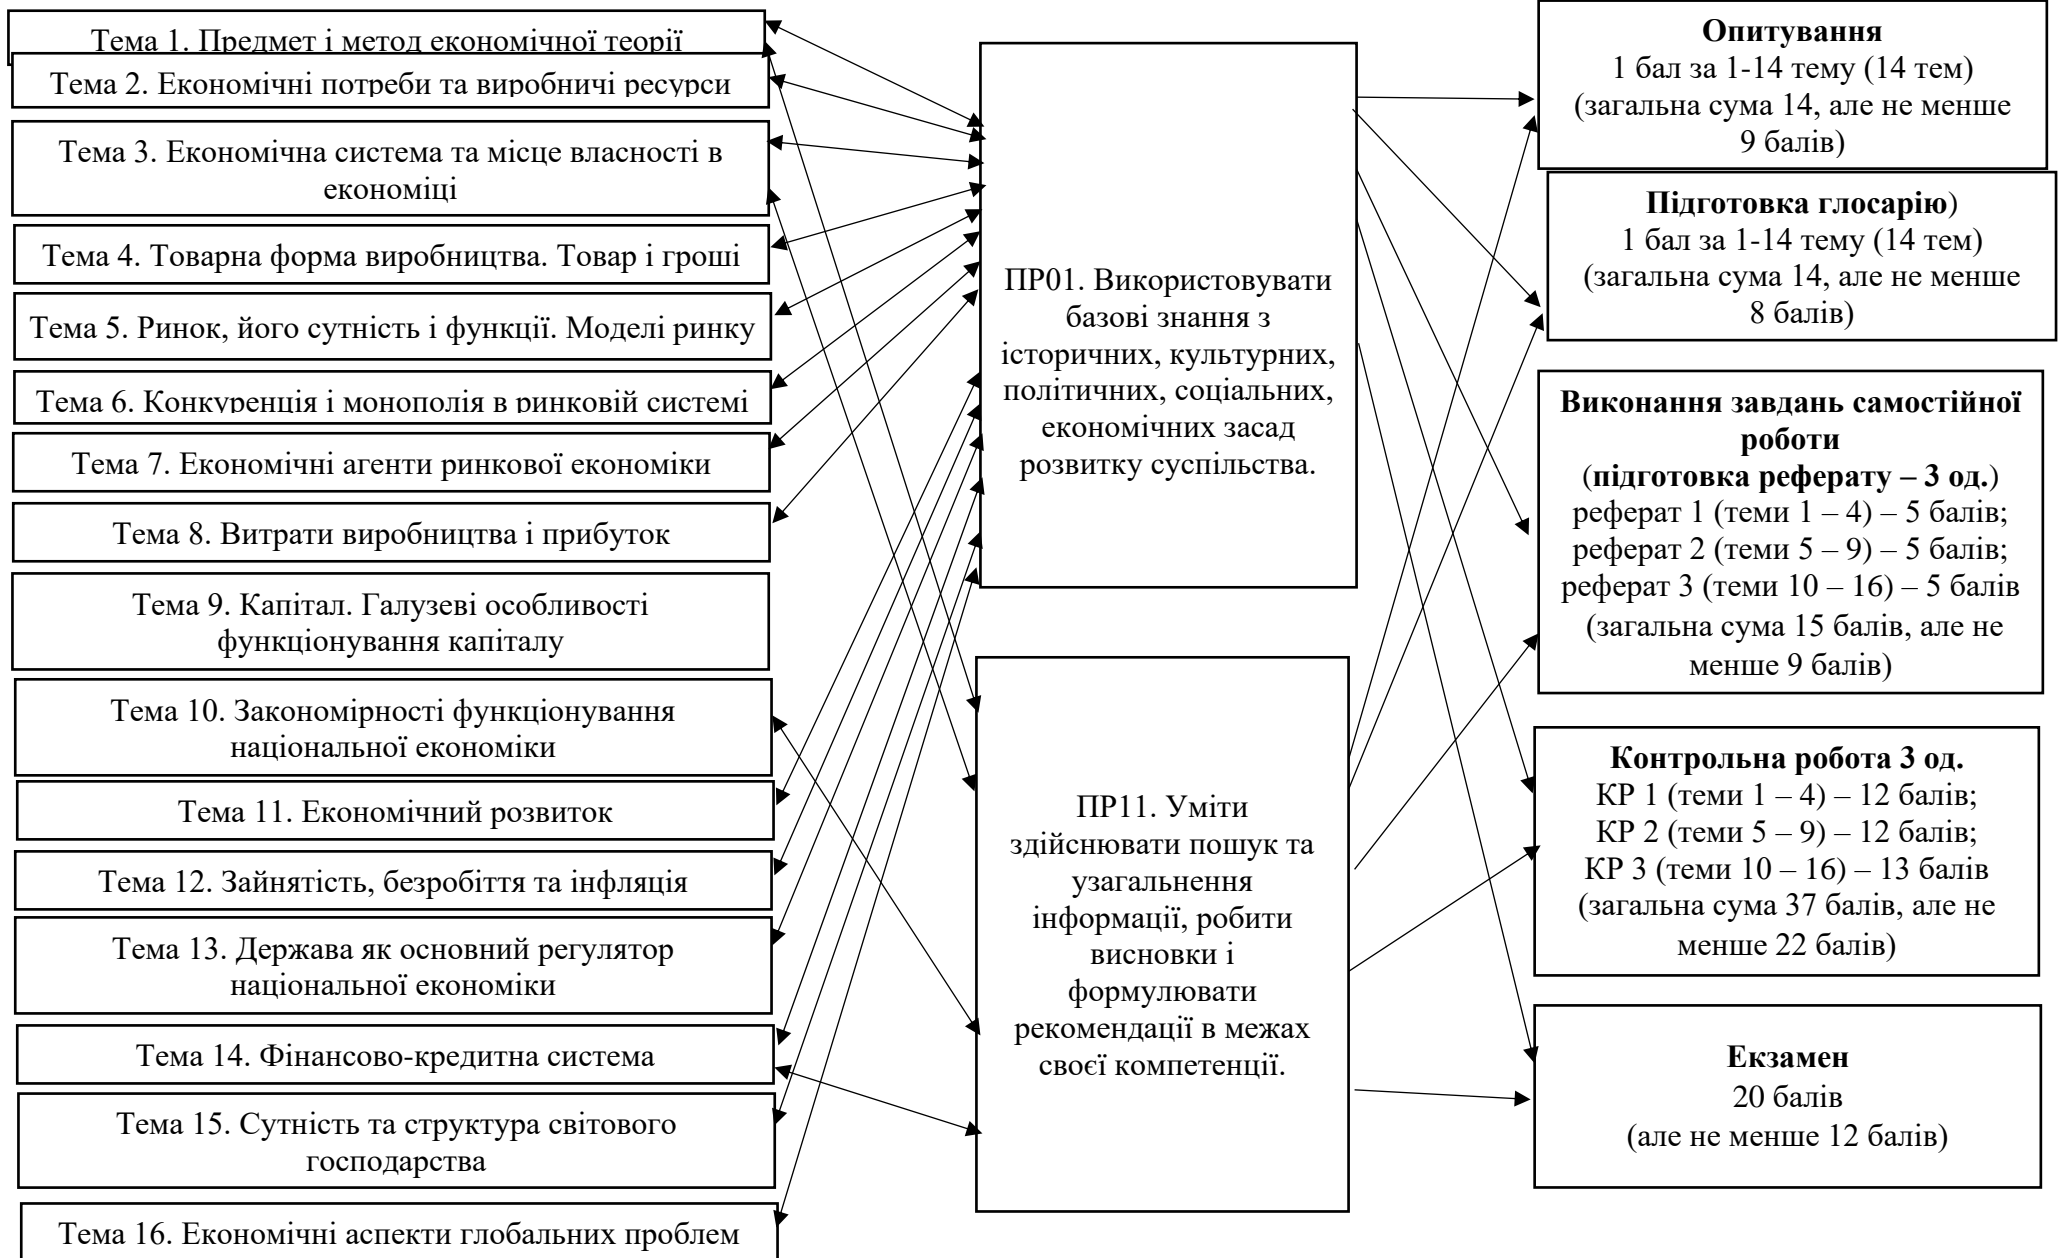 Тема 1. Предмет і метод економічної теорії
Тема 2. Економічні потреби та виробничі ресурси
Тема 3. Економічна система та місце власності в
економіці
Тема 4. Товарна форма виробництва. Товар і гроші
Тема 5. Ринок, його сутність і функції. Моделі ринку
Тема 6. Конкуренція і монополія в ринковій системі
Тема 7. Економічні агенти ринкової економіки
Тема 8. Витрати виробництва і прибуток
Тема 9. Капітал. Галузеві особливості
функціонування капіталу
Тема 10. Закономірності функціонування
національної економіки
Тема 11. Економічний розвиток
Тема 12. Зайнятість, безробіття та інфляція
Тема 13. Держава як основний регулятор
національної економіки
Тема 14. Фінансово-кредитна система
Тема 15. Сутність та структура світового
господарства
Тема 16. Економічні аспекти глобальних проблем
ПР01. Використовувати
базові знання з
історичних, культурних,
політичних, соціальних,
економічних засад
розвитку суспільства.
ПР11. Уміти
здійснювати пошук та
узагальнення
інформації, робити
висновки і
формулювати
рекомендації в межах
своєї компетенції.
Опитування
1 бал за 1-14 тему (14 тем)
(загальна сума 14, але не менше
9 балів)
Підготовка глосарію)
1 бал за 1-14 тему (14 тем)
(загальна сума 14, але не менше
8 балів)
Виконання завдань самостійної
роботи
(підготовка реферату – 3 од.)
реферат 1 (теми 1 – 4) – 5 балів;
реферат 2 (теми 5 – 9) – 5 балів;
реферат 3 (теми 10 – 16) – 5 балів
(загальна сума 15 балів, але не
менше 9 балів)
Контрольна робота 3 од.
КР 1 (теми 1 – 4) – 12 балів;
КР 2 (теми 5 – 9) – 12 балів;
КР 3 (теми 10 – 16) – 13 балів
(загальна сума 37 балів, але не
менше 22 балів)
Екзамен
20 балів
(але не менше 12 балів)